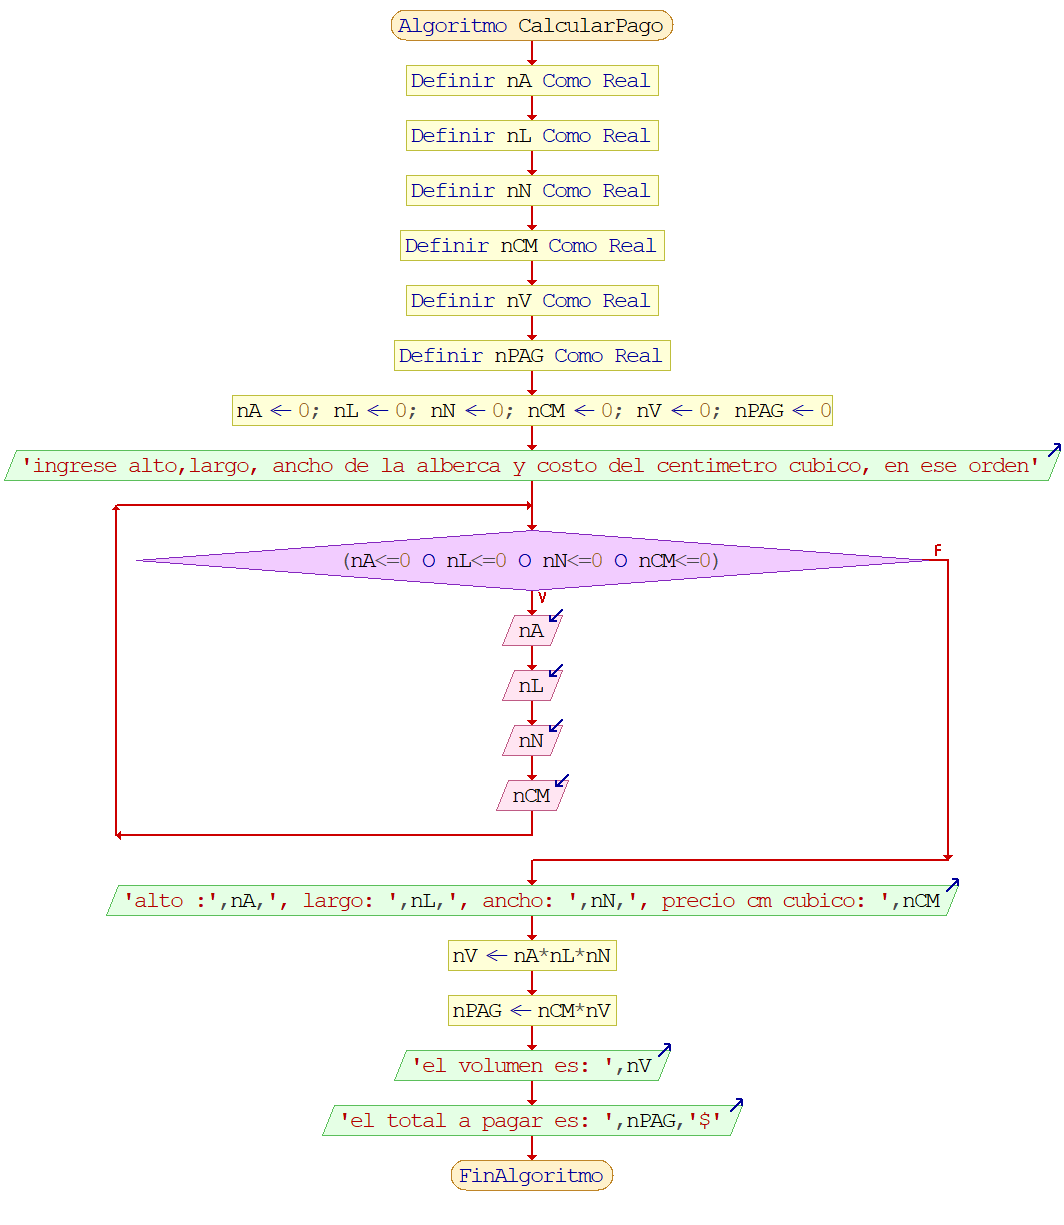 Algoritmo CalcularPago
Definir nA Como Real
Definir nL Como Real
Definir nN Como Real
Definir nCM Como Real
Definir nV Como Real
Definir nPAG Como Real
nA ← 0; nL ← 0; nN ← 0; nCM ← 0; nV ← 0; nPAG ← 0
'ingrese alto,largo, ancho de la alberca y costo del centimetro cubico, en ese orden'
(nA<=0 O nL<=0 O nN<=0 O nCM<=0)
F
V
nA
nL
nN
nCM
'alto :',nA,', largo: ',nL,', ancho: ',nN,', precio cm cubico: ',nCM
nV ← nA*nL*nN
nPAG ← nCM*nV
'el volumen es: ',nV
'el total a pagar es: ',nPAG,'$'
FinAlgoritmo